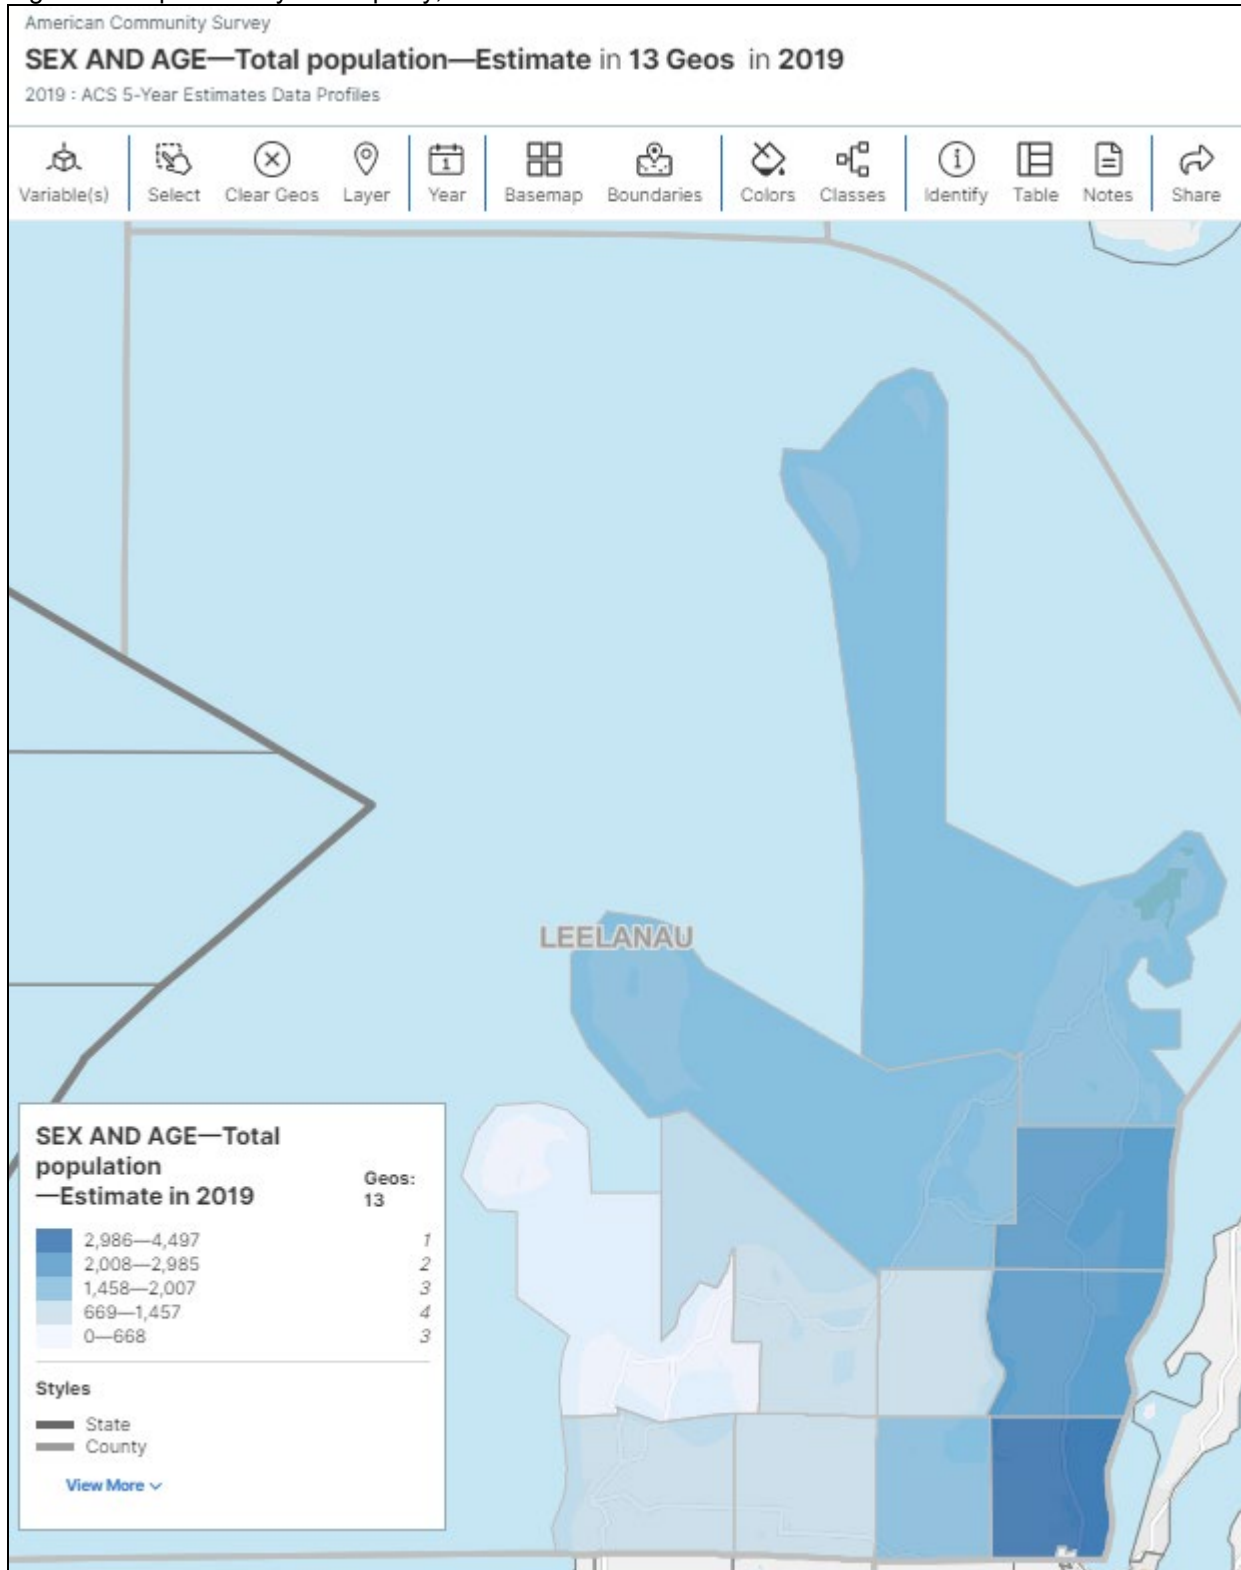 American Community Survey
SEX AND AGE—Total population—Estimate in 13 Geos in 2019
2019 : ACS 5-Year Estimates Data Profiles
Variable(s) Select Clear Geos Layer Year Basemap Boundaries Colors Classes Identify Table Notes Share
1
LEELANAU
SEX AND AGE—Total
population
—Estimate in 2019
Geos:
13
2,986—4,497 1
2,008—2,985 2
1,458—2,007 3
669—1,457 4
0—668 3
Styles
State
County
View More